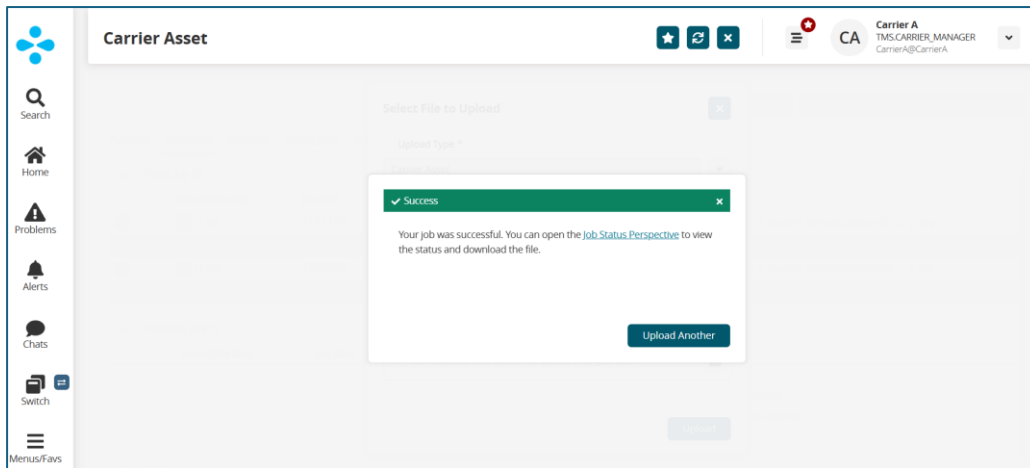 Carrier Asset
CA
Carrier A
TMS.CARRIER_MANAGER
CarrierA@CarrierA
Search
Home
Problems
Alerts
Chats
Switch
Menus/Favs
Select File to Upload
Upload Type *
Success
Your job was successful. You can open the Job Status Perspective to view
the status and download the file.
Upload Another
Upload